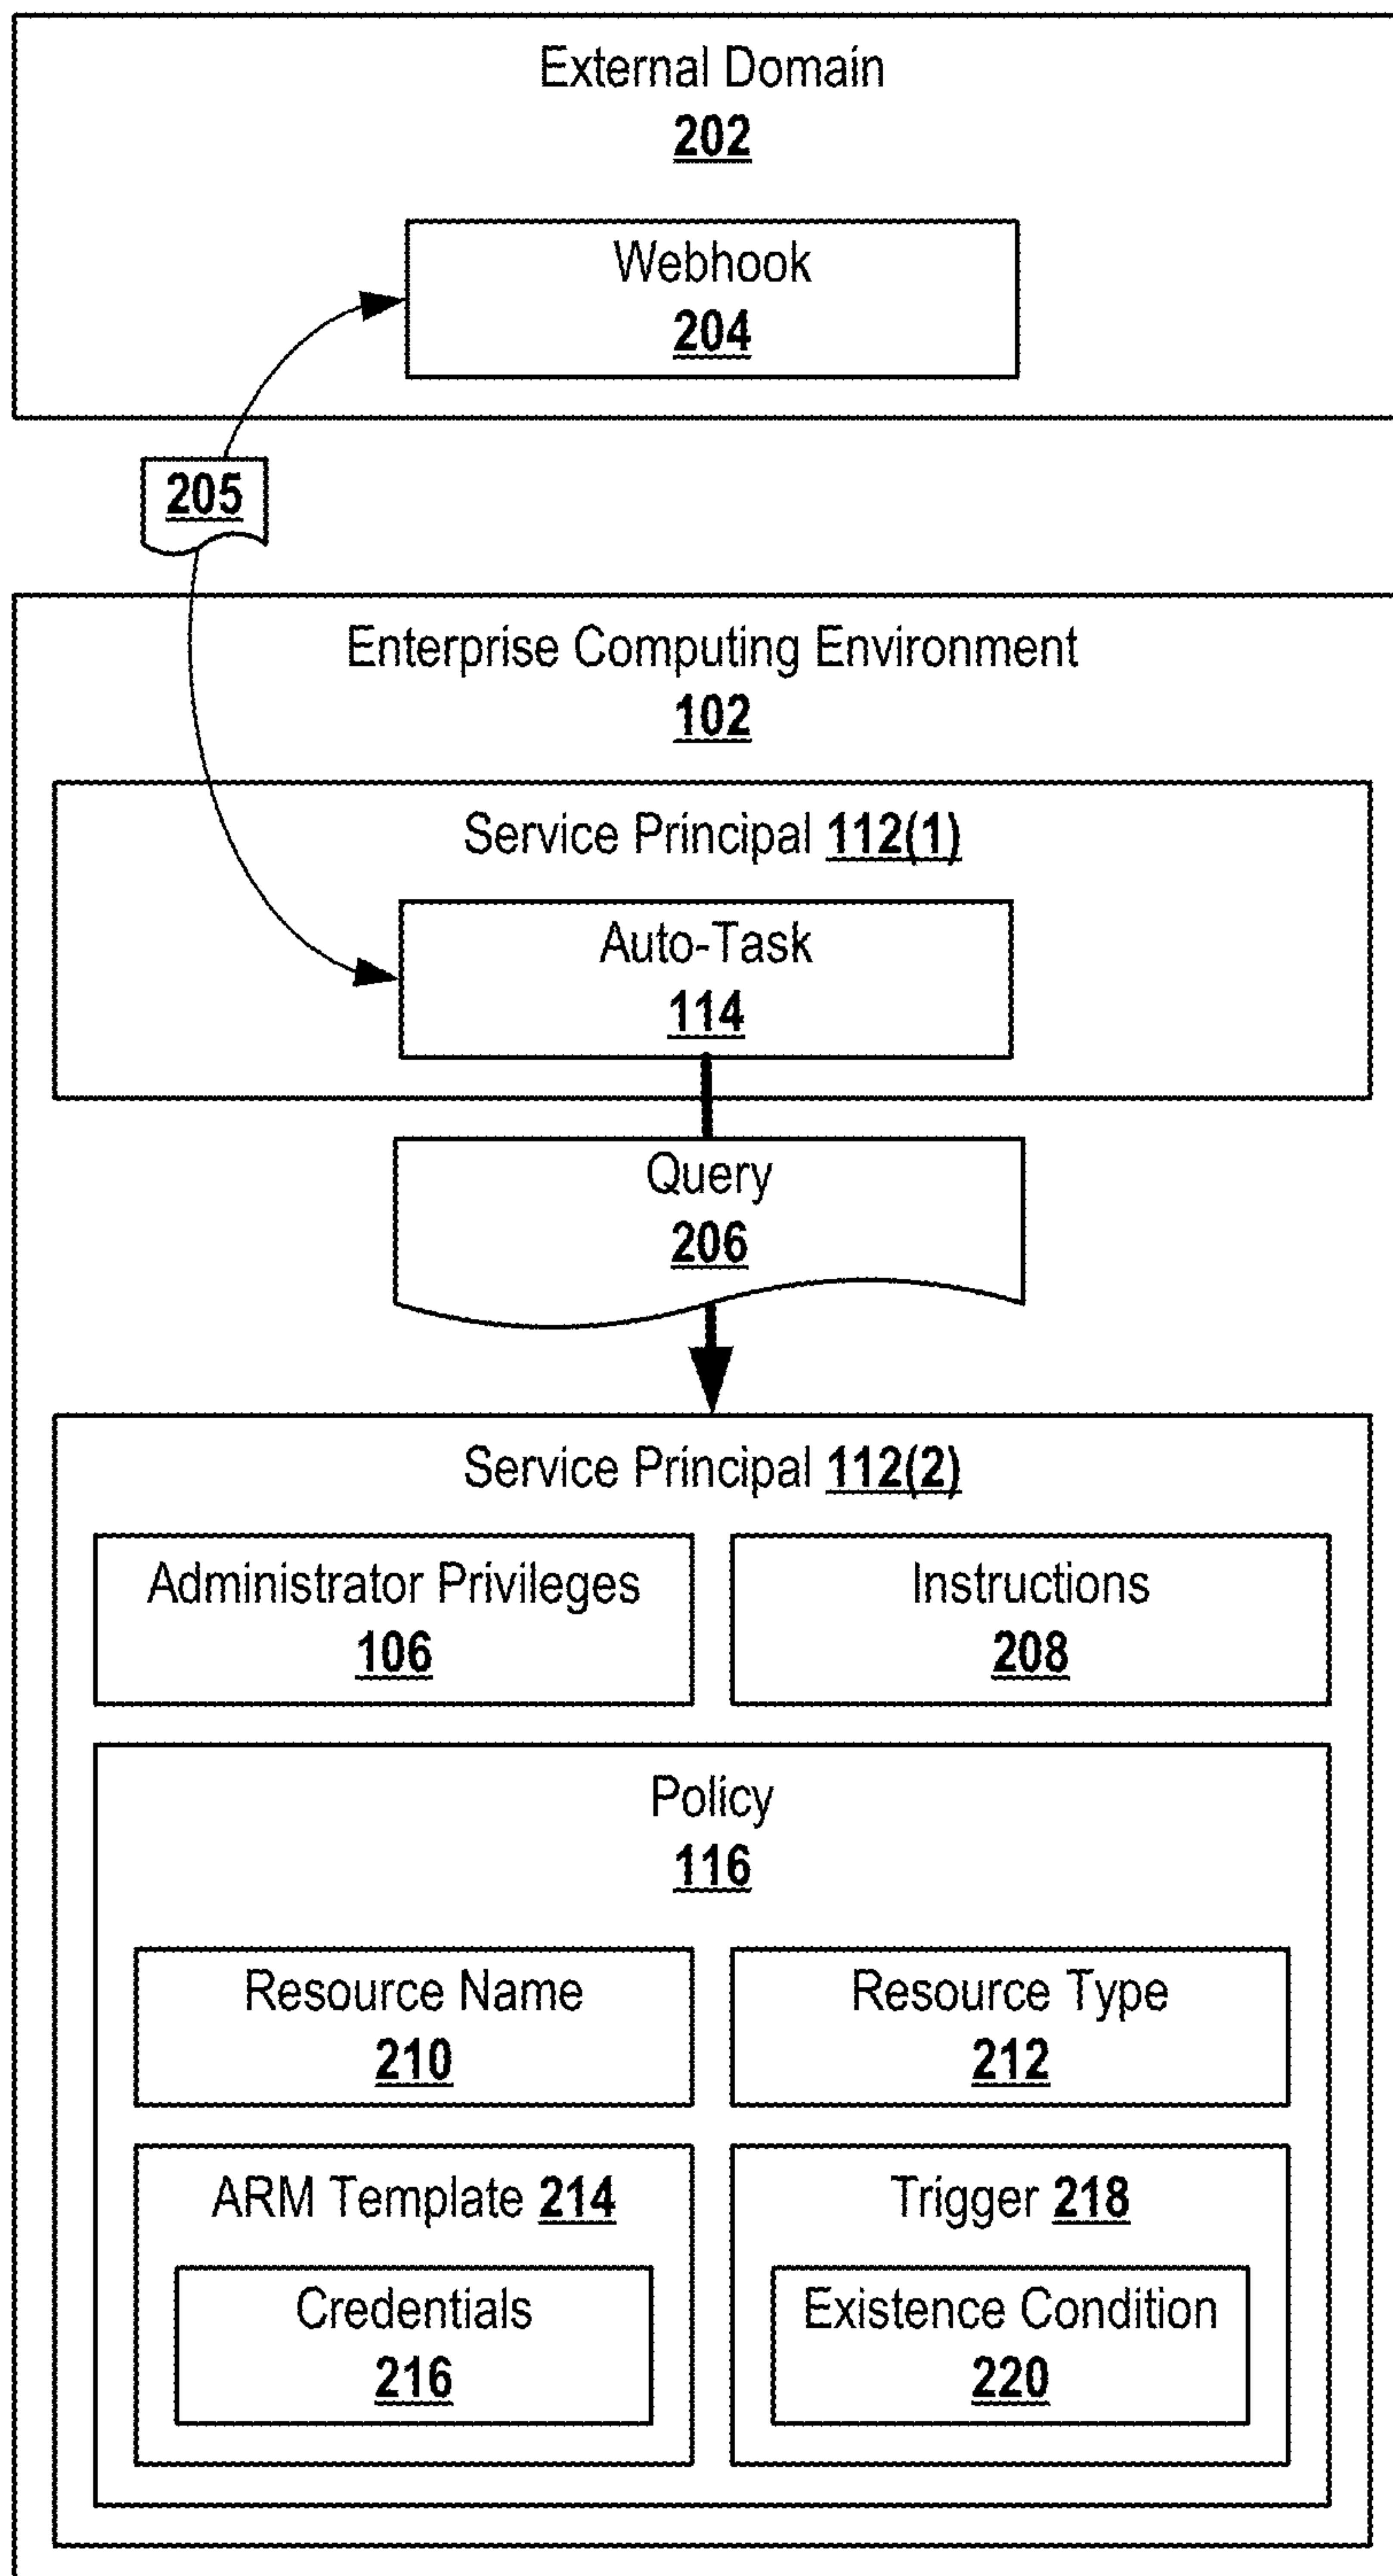 External Domain
202
Webhook
204
205
Enterprise Computing Environment
102
Service Principal 112(1)
Auto-Task
114
Query
206
Service Principal 112(2)
Administrator Privileges
106
Instructions
208
Policy
116
Resource Name
210
Resource Type
212
ARM Template 214
Credentials
216
Trigger 218
Existence Condition
220